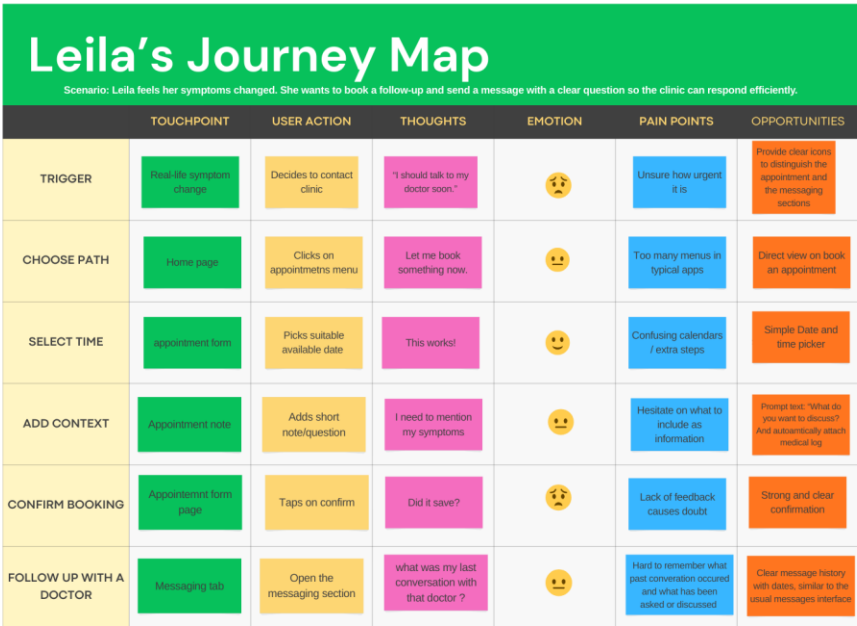 Leila's Journey Map
Scenario: Leila feels her symptoms changed. She wants to book a follow-up and send a message with a clear question so the clinic can respond efficiently.
TOUCHPOINT
USER ACTION
THOUGHTS
EMOTION
PAIN POINTS
OPPORTUNITIES
TRIGGER
Real-life symptom
change
Decides to contact
clinic
"I should talk to my
doctor soon."
Unsure how urgent
it is
Provide clear icons
to distinguish the
appointment and
the messaging
sections
CHOOSE PATH
Home page
Clicks on
appointmetns menu
Let me book
something now.
Too many menus in
typical apps
Direct view on book
an appointment
SELECT TIME
appointment form
Picks suitable
available date
This works!
Confusing calendars
/ extra steps
Simple Date and
time picker
ADD CONTEXT
Appointment note
Adds short
note/question
I need to mention
my symptoms
Hesitate on what to
include as
information
Prompt text: "What do
you want to discuss?
And autoamtically attach
medical log
CONFIRM BOOKING
Appointemnt form
page
Taps on confirm
Did it save?
Lack of feedback
causes doubt
Strong and clear
confirmation
FOLLOW UP WITH A
DOCTOR
Messaging tab
Open the
messaging section
what was my last
conversation with
that doctor ?
Hard to remember what
past converation occured
and what has been
asked or discussed
Clear message history
with dates, similar to the
usual messages interface